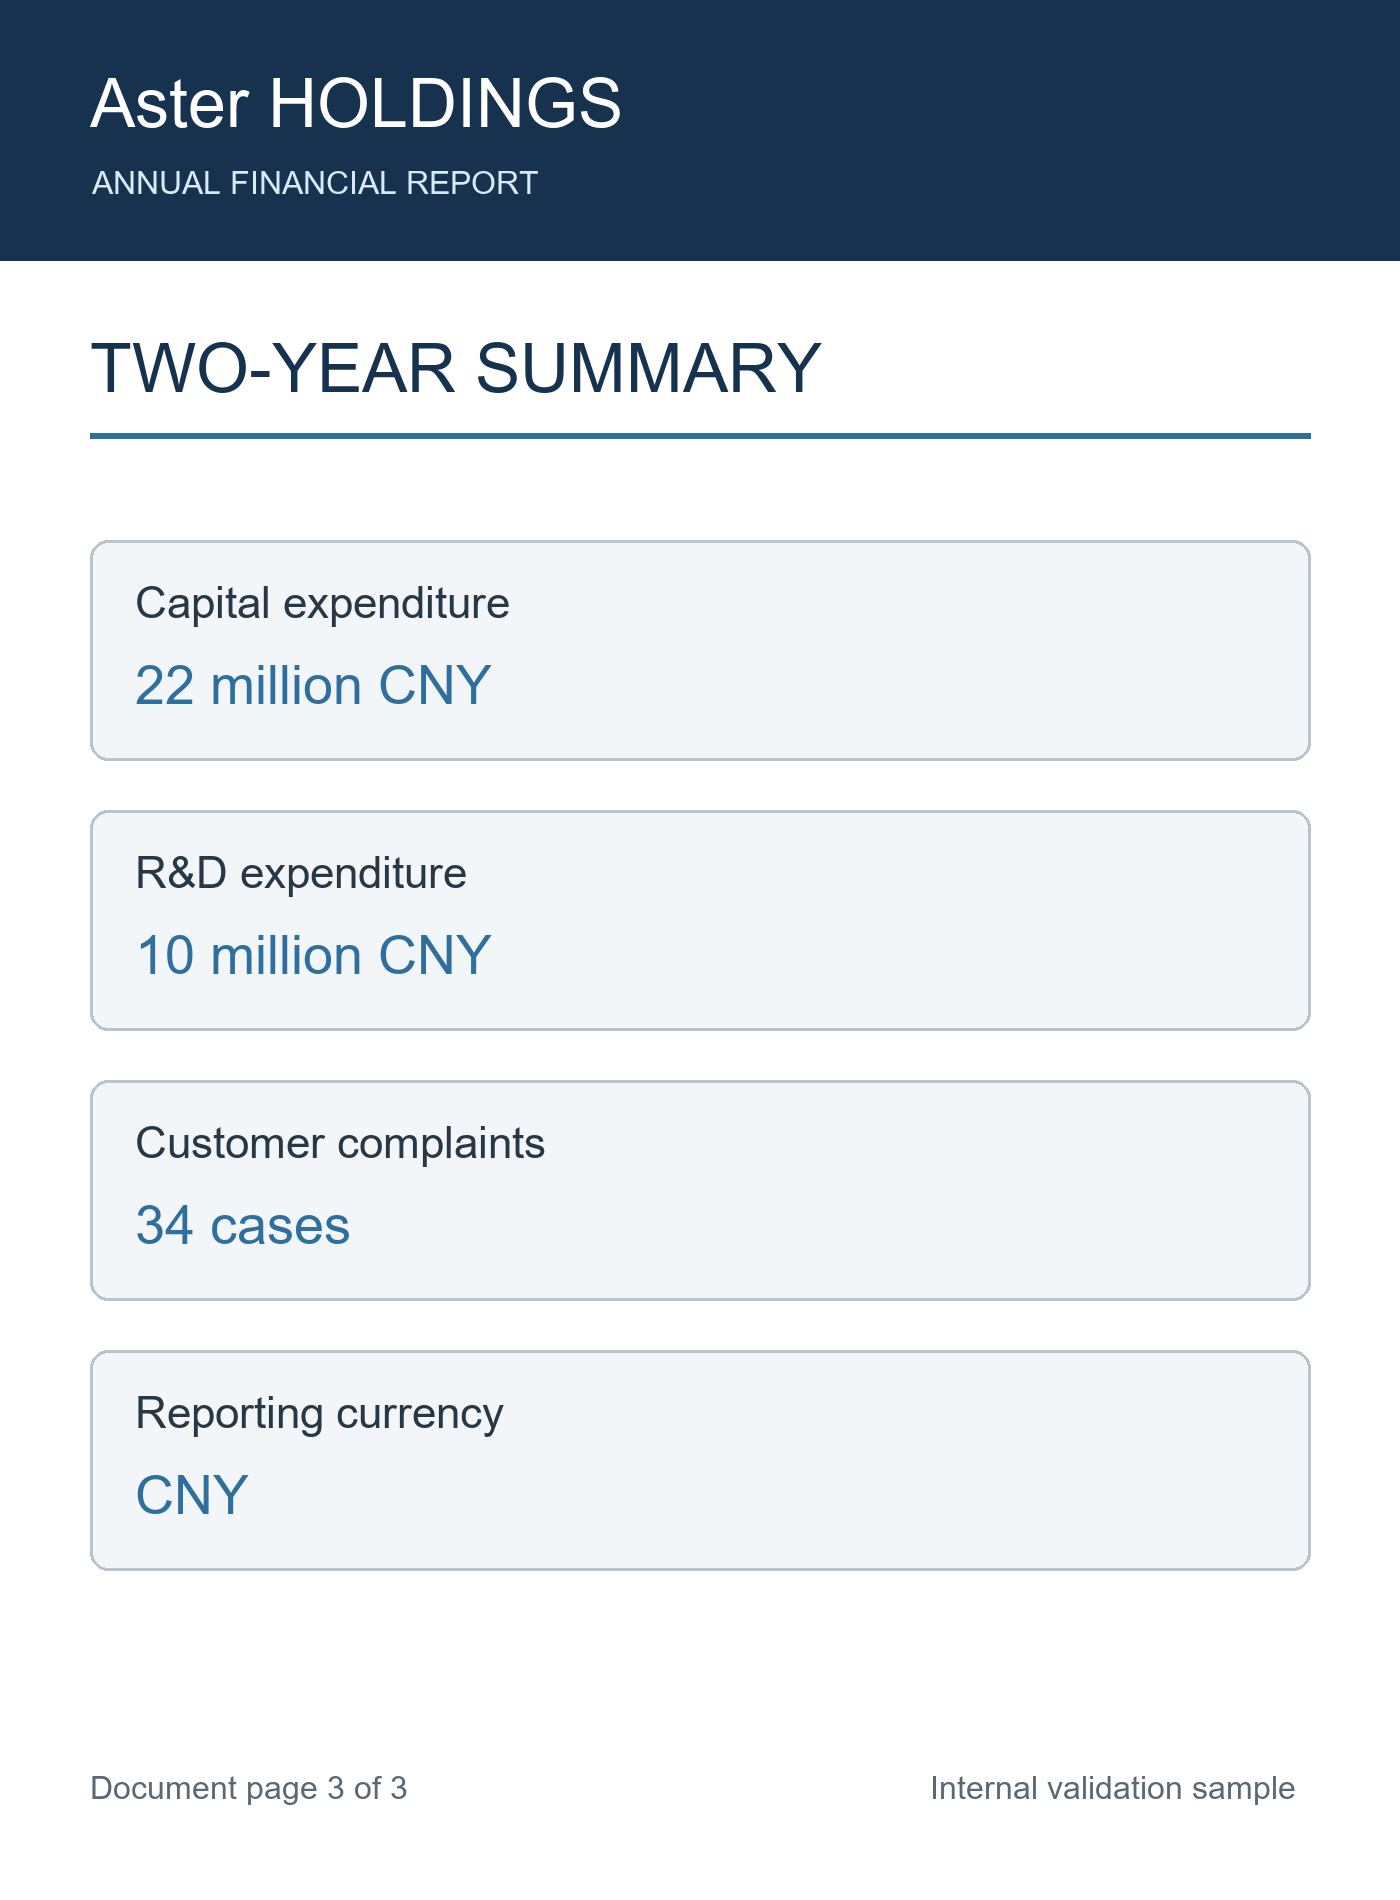 Aster HOLDINGS
ANNUAL FINANCIAL REPORT
TWO-YEAR SUMMARY
Capital expenditure
22 million CNY
R&D expenditure
10 million CNY
Customer complaints
34 cases
Reporting currency
CNY
Document page 3 of 3
Internal validation sample